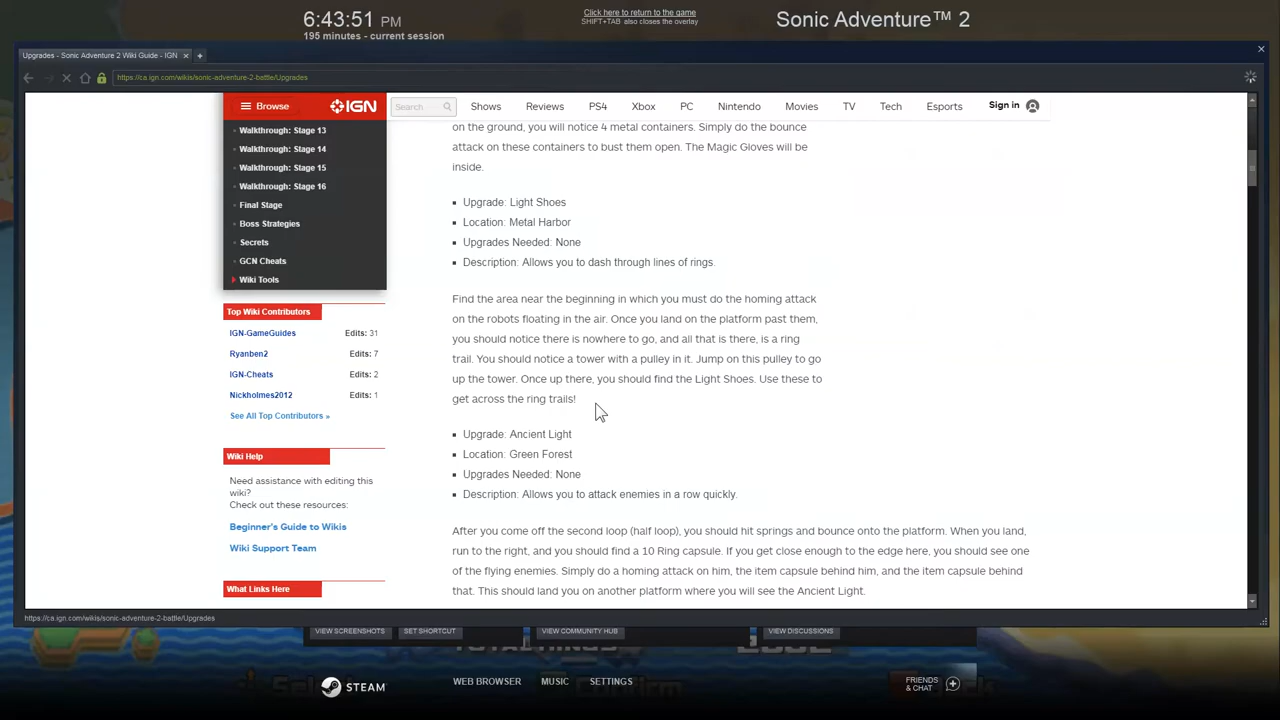 6:43:51 PM
195 minutes - current session
Click here to return to the game
SHIFT+TAB also closes the overlay
Sonic Adventure™ 2
Upgrades - Sonic Adventure 2 Wiki Guide - IGN
https://ca.ign.com/wikis/sonic-adventure-2-battle/Upgrades
Browse
IGN
Search
Shows
Reviews
PS4
Xbox
PC
Nintendo
Movies
TV
Tech
Esports
Sign in
Walkthrough: Stage 13
Walkthrough: Stage 14
Walkthrough: Stage 15
Walkthrough: Stage 16
Final Stage
Boss Strategies
Secrets
GCN Cheats
Wiki Tools
Top Wiki Contributors
IGN-GameGuides Edits: 31
Ryanben2 Edits: 7
IGN-Cheats Edits: 2
Nickholmes2012 Edits: 1
See All Top Contributors »
Wiki Help
Need assistance with editing this
wiki?
Check out these resources:
Beginner's Guide to Wikis
Wiki Support Team
What Links Here
on the ground, you will notice 4 metal containers. Simply do the bounce
attack on these containers to bust them open. The Magic Gloves will be
inside.
Upgrade: Light Shoes
Location: Metal Harbor
Upgrades Needed: None
Description: Allows you to dash through lines of rings.
Find the area near the beginning in which you must do the homing attack
on the robots floating in the air. Once you land on the platform past them,
you should notice there is nowhere to go, and all that is there, is a ring
trail. You should notice a tower with a pulley in it. Jump on this pulley to go
up the tower. Once up there, you should find the Light Shoes. Use these to
get across the ring trails!
Upgrade: Ancient Light
Location: Green Forest
Upgrades Needed: None
Description: Allows you to attack enemies in a row quickly.
After you come off the second loop (half loop), you should hit springs and bounce onto the platform. When you land,
run to the right, and you should find a 10 Ring capsule. If you get close enough to the edge here, you should see one
of the flying enemies. Simply do a homing attack on him, the item capsule behind him, and the item capsule behind
that. This should land you on another platform where you will see the Ancient Light.
https://ca.ign.com/wikis/sonic-adventure-2-battle/Upgrades
VIEW SCREENSHOTS
SET SHORTCUT
VIEW COMMUNITY HUB
VIEW DISCUSSIONS
STEAM
WEB BROWSER
MUSIC
SETTINGS
FRIENDS
& CHAT